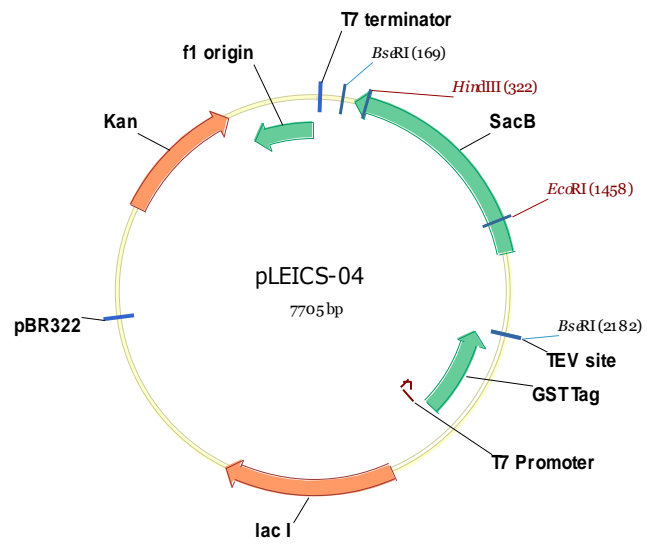 T7 terminator
f1 origin
BseRI (169)
HindIII (322)
Kan
SacB
EcoRI (1458)
pLEICS-04
7705 bp
pBR322
BseRI (2182)
TEV site
GST Tag
T7 Promoter
lac I